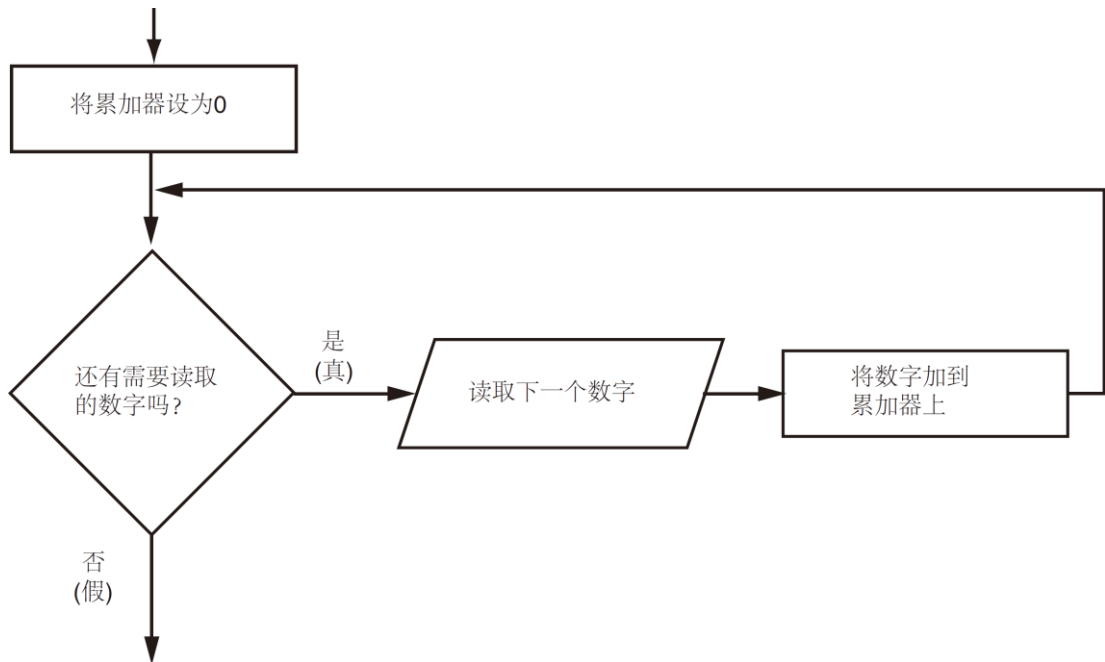 将累加器设为0
还有需要读取
的数字吗?
是
(真)
读取下一个数字
将数字加到
累加器上
否
(假)